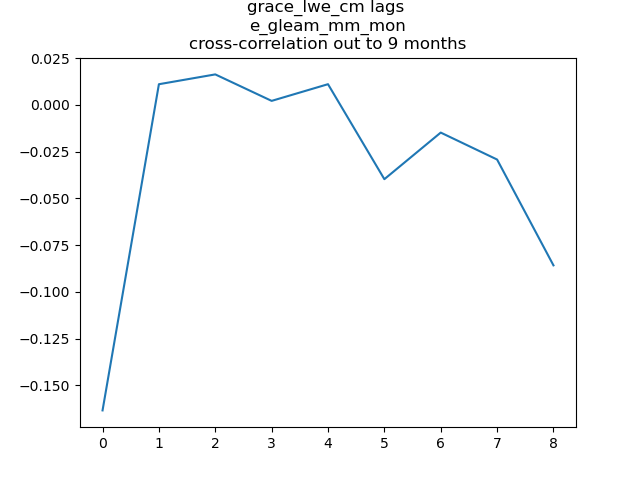 grace_lwe_cm lags
e_gleam_mm_mon
cross-correlation out to 9 months
0.025
0.000
−0.025
−0.050
−0.075
−0.100
−0.125
−0.150
0 1 2 3 4 5 6 7 8